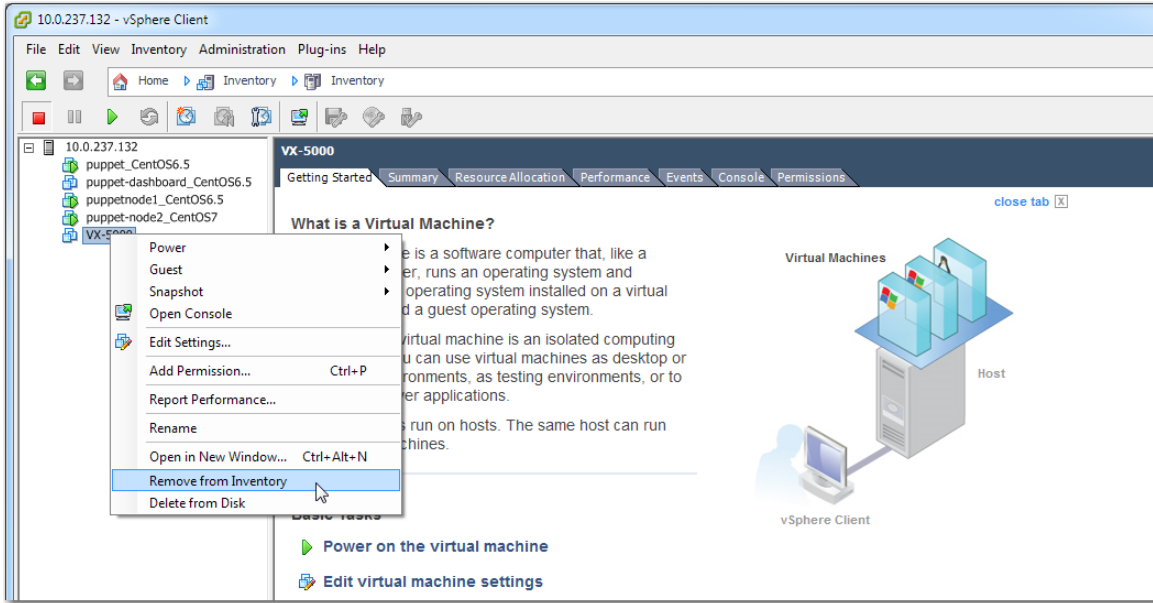 10.0.237.132 - vSphere Client
File Edit View Inventory Administration Plug-ins Help
Home Inventory Inventory
10.0.237.132
puppet_CentOS6.5
puppet-dashboard_CentOS6.5
puppetnode1_CentOS6.5
puppet-node2_CentOS7
VX-5000
Power
Guest
Snapshot
Open Console
Edit Settings...
Add Permission... Ctrl+P
Report Performance...
Rename
Open in New Window... Ctrl+Alt+N
Remove from Inventory
Delete from Disk
VX-5000
Getting Started Summary Resource Allocation Performance Events Console Permissions
close tab X
What is a Virtual Machine?
e is a software computer that, like a
er, runs an operating system and
operating system installed on a virtual
d a guest operating system.
virtual machine is an isolated computing
u can use virtual machines as desktop or
ronments, as testing environments, or to
er applications.
s run on hosts. The same host can run
chines.
Basic Tasks
Power on the virtual machine
Edit virtual machine settings
Virtual Machines
Host
vSphere Client